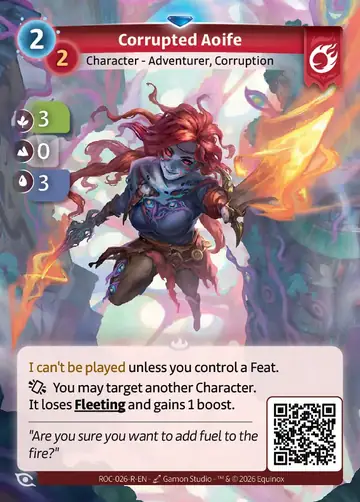 2
2
Corrupted Aoife
Character - Adventurer, Corruption
3
0
3
I can't be played unless you control a Feat.
You may target another Character.
It loses Fleeting and gains 1 boost.
"Are you sure you want to add fuel to the
fire?"
ROC-026-R-EN - Gamon Studio - ™ & © 2026 Equinox